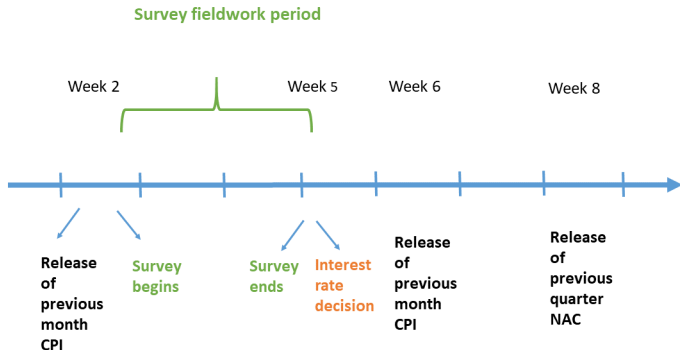 Survey fieldwork period
Week 2
Week 5
Week 6
Week 8
Release
of
previous
month
CPI
Survey
begins
Survey
ends
Interest
rate
decision
Release
of
previous
month
CPI
Release
of
previous
quarter
NAC